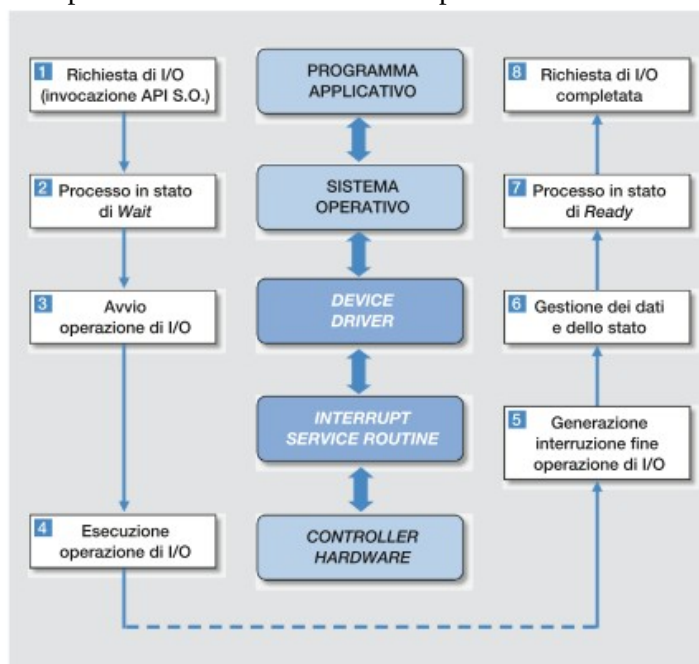 1 Richiesta di I/O
(invocazione API S.O.)
2 Processo in stato
di Wait
3 Avvio
operazione di I/O
4 Esecuzione
operazione di I/O
PROGRAMMA
APPLICATIVO
SISTEMA
OPERATIVO
DEVICE
DRIVER
INTERRUPT
SERVICE ROUTINE
CONTROLLER
HARDWARE
8 Richiesta di I/O
completata
7 Processo in stato
di Ready
6 Gestione dei dati
e dello stato
5 Generazione
interruzione fine
operazione di I/O